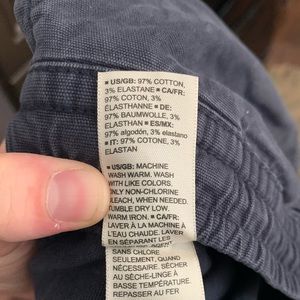 ■ US/GB: 97% COTTON,
3% ELASTANE ■ CA/FR:
97% COTON, 3%
ÉLASTHANNE ■ DE:
97% BAUMWOLLE, 3%
ELASTHAN ■ ES/MX:
97% algodón, 3% elastano
■ IT: 97% COTONE, 3%
ELASTAN
■ US/GB: MACHINE
WASH WARM. WASH
WITH LIKE COLORS.
ONLY NON-CHLORINE
BLEACH, WHEN NEEDED.
TUMBLE DRY LOW.
WARM IRON. ■ CA/FR:
LAVER À LA MACHINE À
L'EAU CHAUDE. LAVER
EN SÉPARANT LES
AGENT
SANS CHLORE
SEULEMENT, QUAND
NÉCESSAIRE. SÉCHER
AU SÈCHE-LINGE À
BASSE TEMPÉRATURE.
REPASSER AU FER